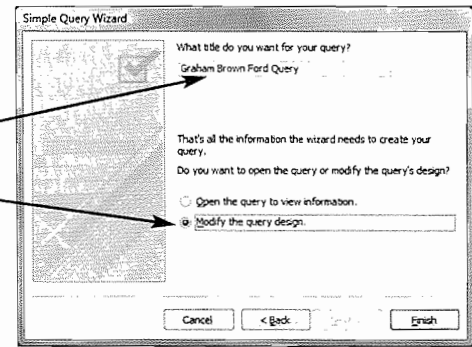 Simple Query Wizard
What title do you want for your query?
Graham Brown Ford Query
That's all the information the wizard needs to create your
query.
Do you want to open the query or modify the query's design?
Open the query to view information.
Modify the query design.
Cancel
< Back
Finish